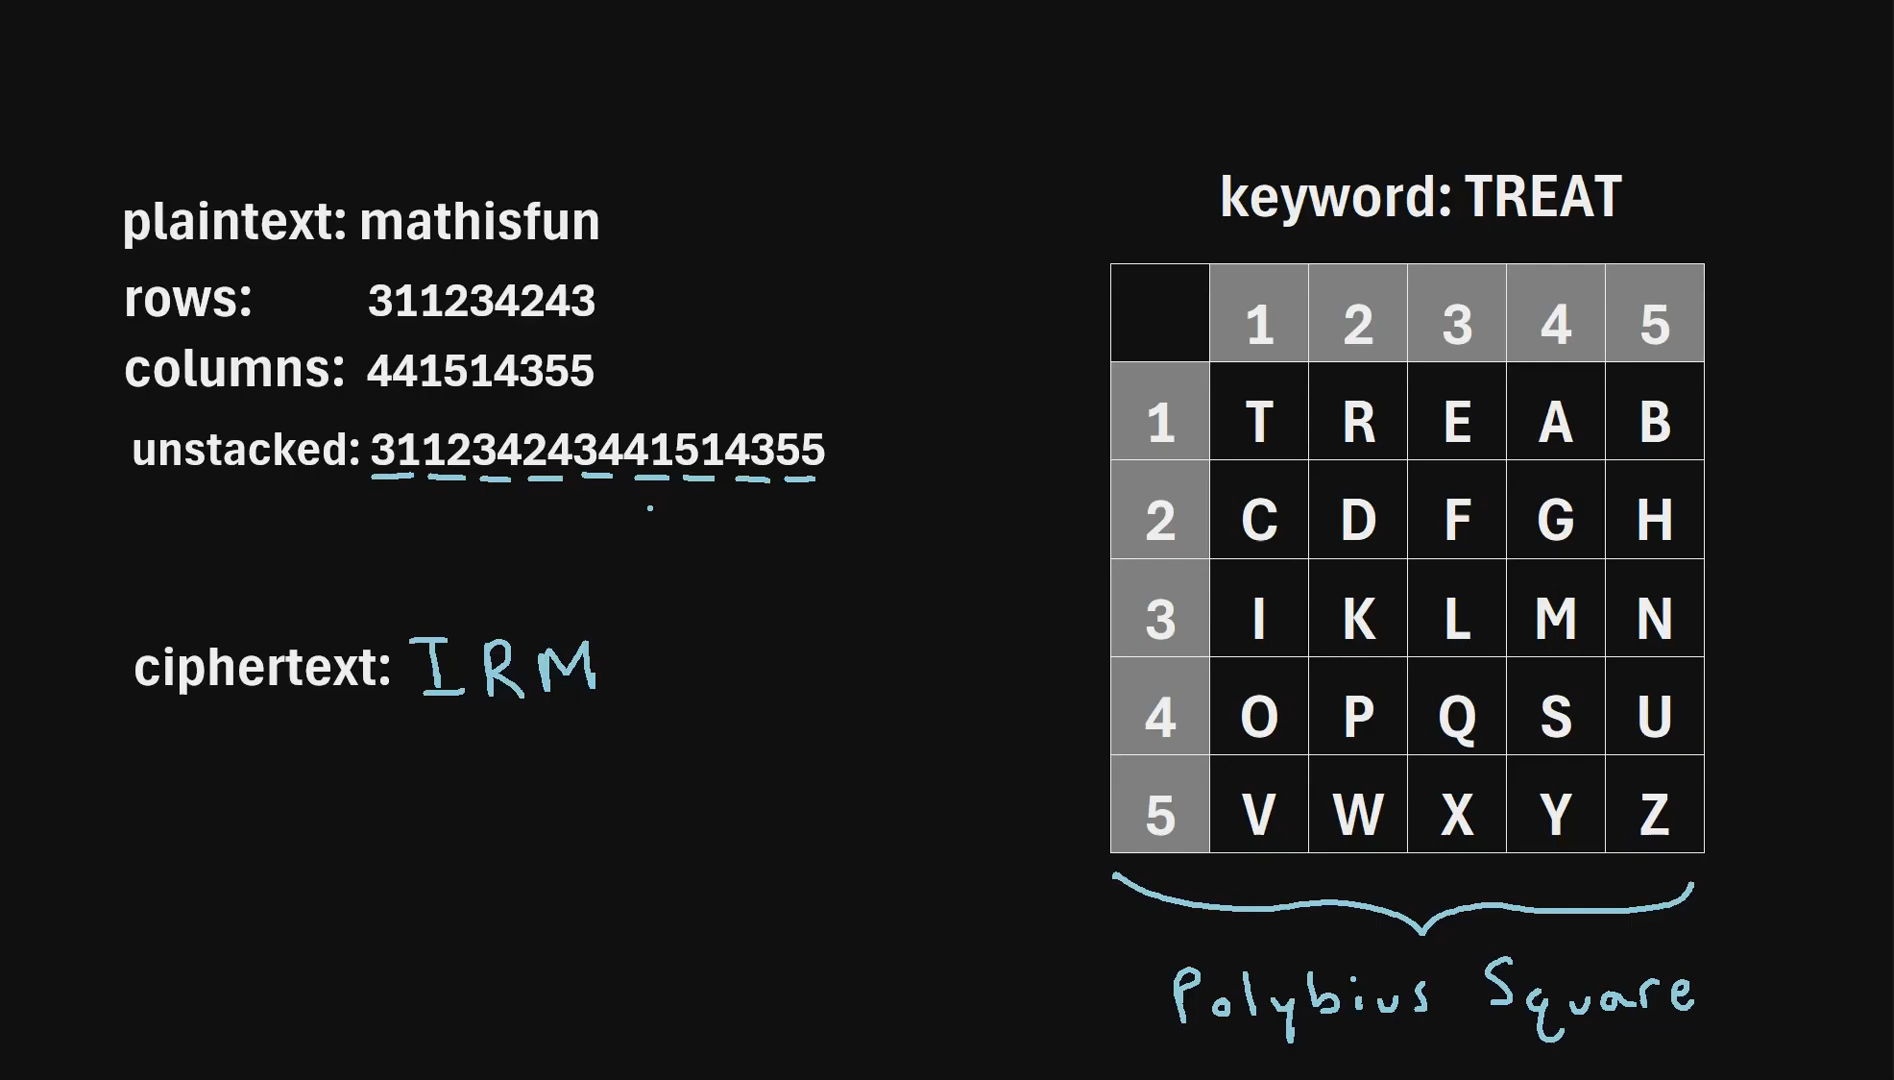 plaintext: mathisfun
rows: 311234243
columns: 441514355
unstacked: 311234243441514355
ciphertext: IRM
keyword: TREAT
1 2 3 4 5
1 T R E A B
2 C D F G H
3 I K L M N
4 O P Q S U
5 V W X Y Z
Polybius Square